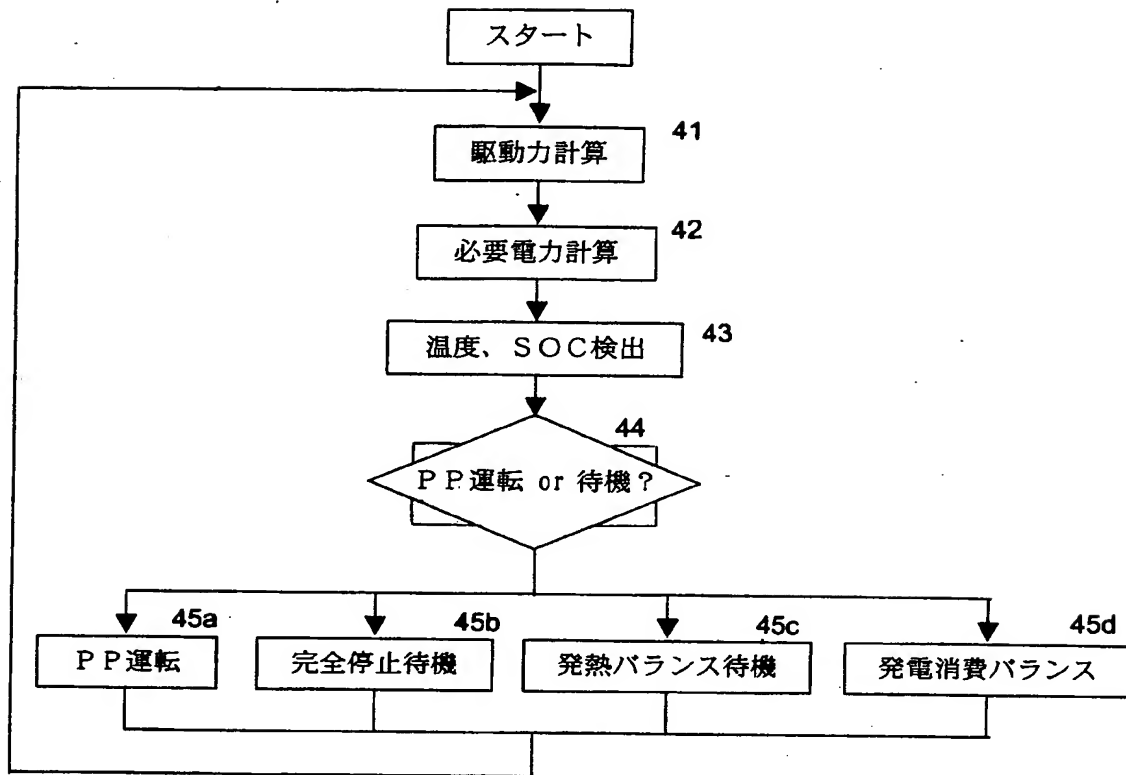 スタート
41
駆動力計算
42
必要電力計算
43
温度、SOC検出
44
PP運転 or 待機?
45a
PP運転
45b
完全停止待機
45c
発熱バランス待機
45d
発電消費バランス